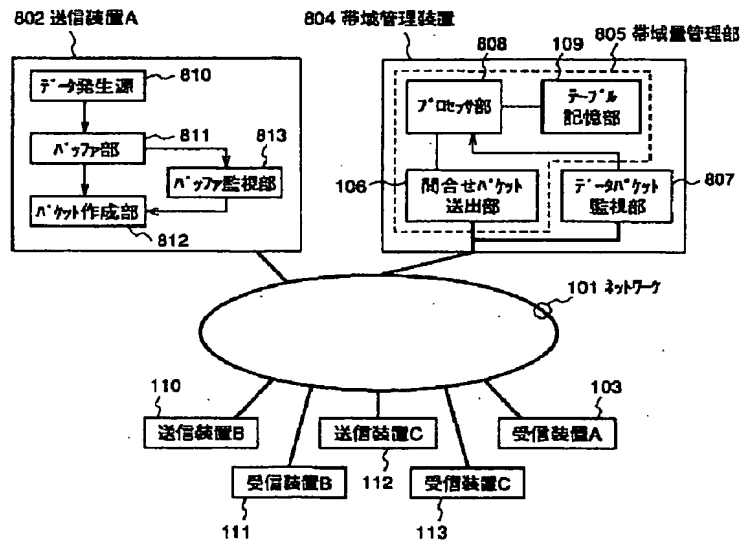 802 送信装置A
810
データ発生源
811
バッファ部
813
バッファ監視部
パケット作成部
812
804 帯域管理装置
805 帯域量管理部
808
109
プロセッサ部
テーブル
記憶部
106
問合せパケット
送出部
データパケット
監視部
807
101 ネットワーク
110
送信装置B
送信装置C
112
103
受信装置A
受信装置B
111
受信装置C
113